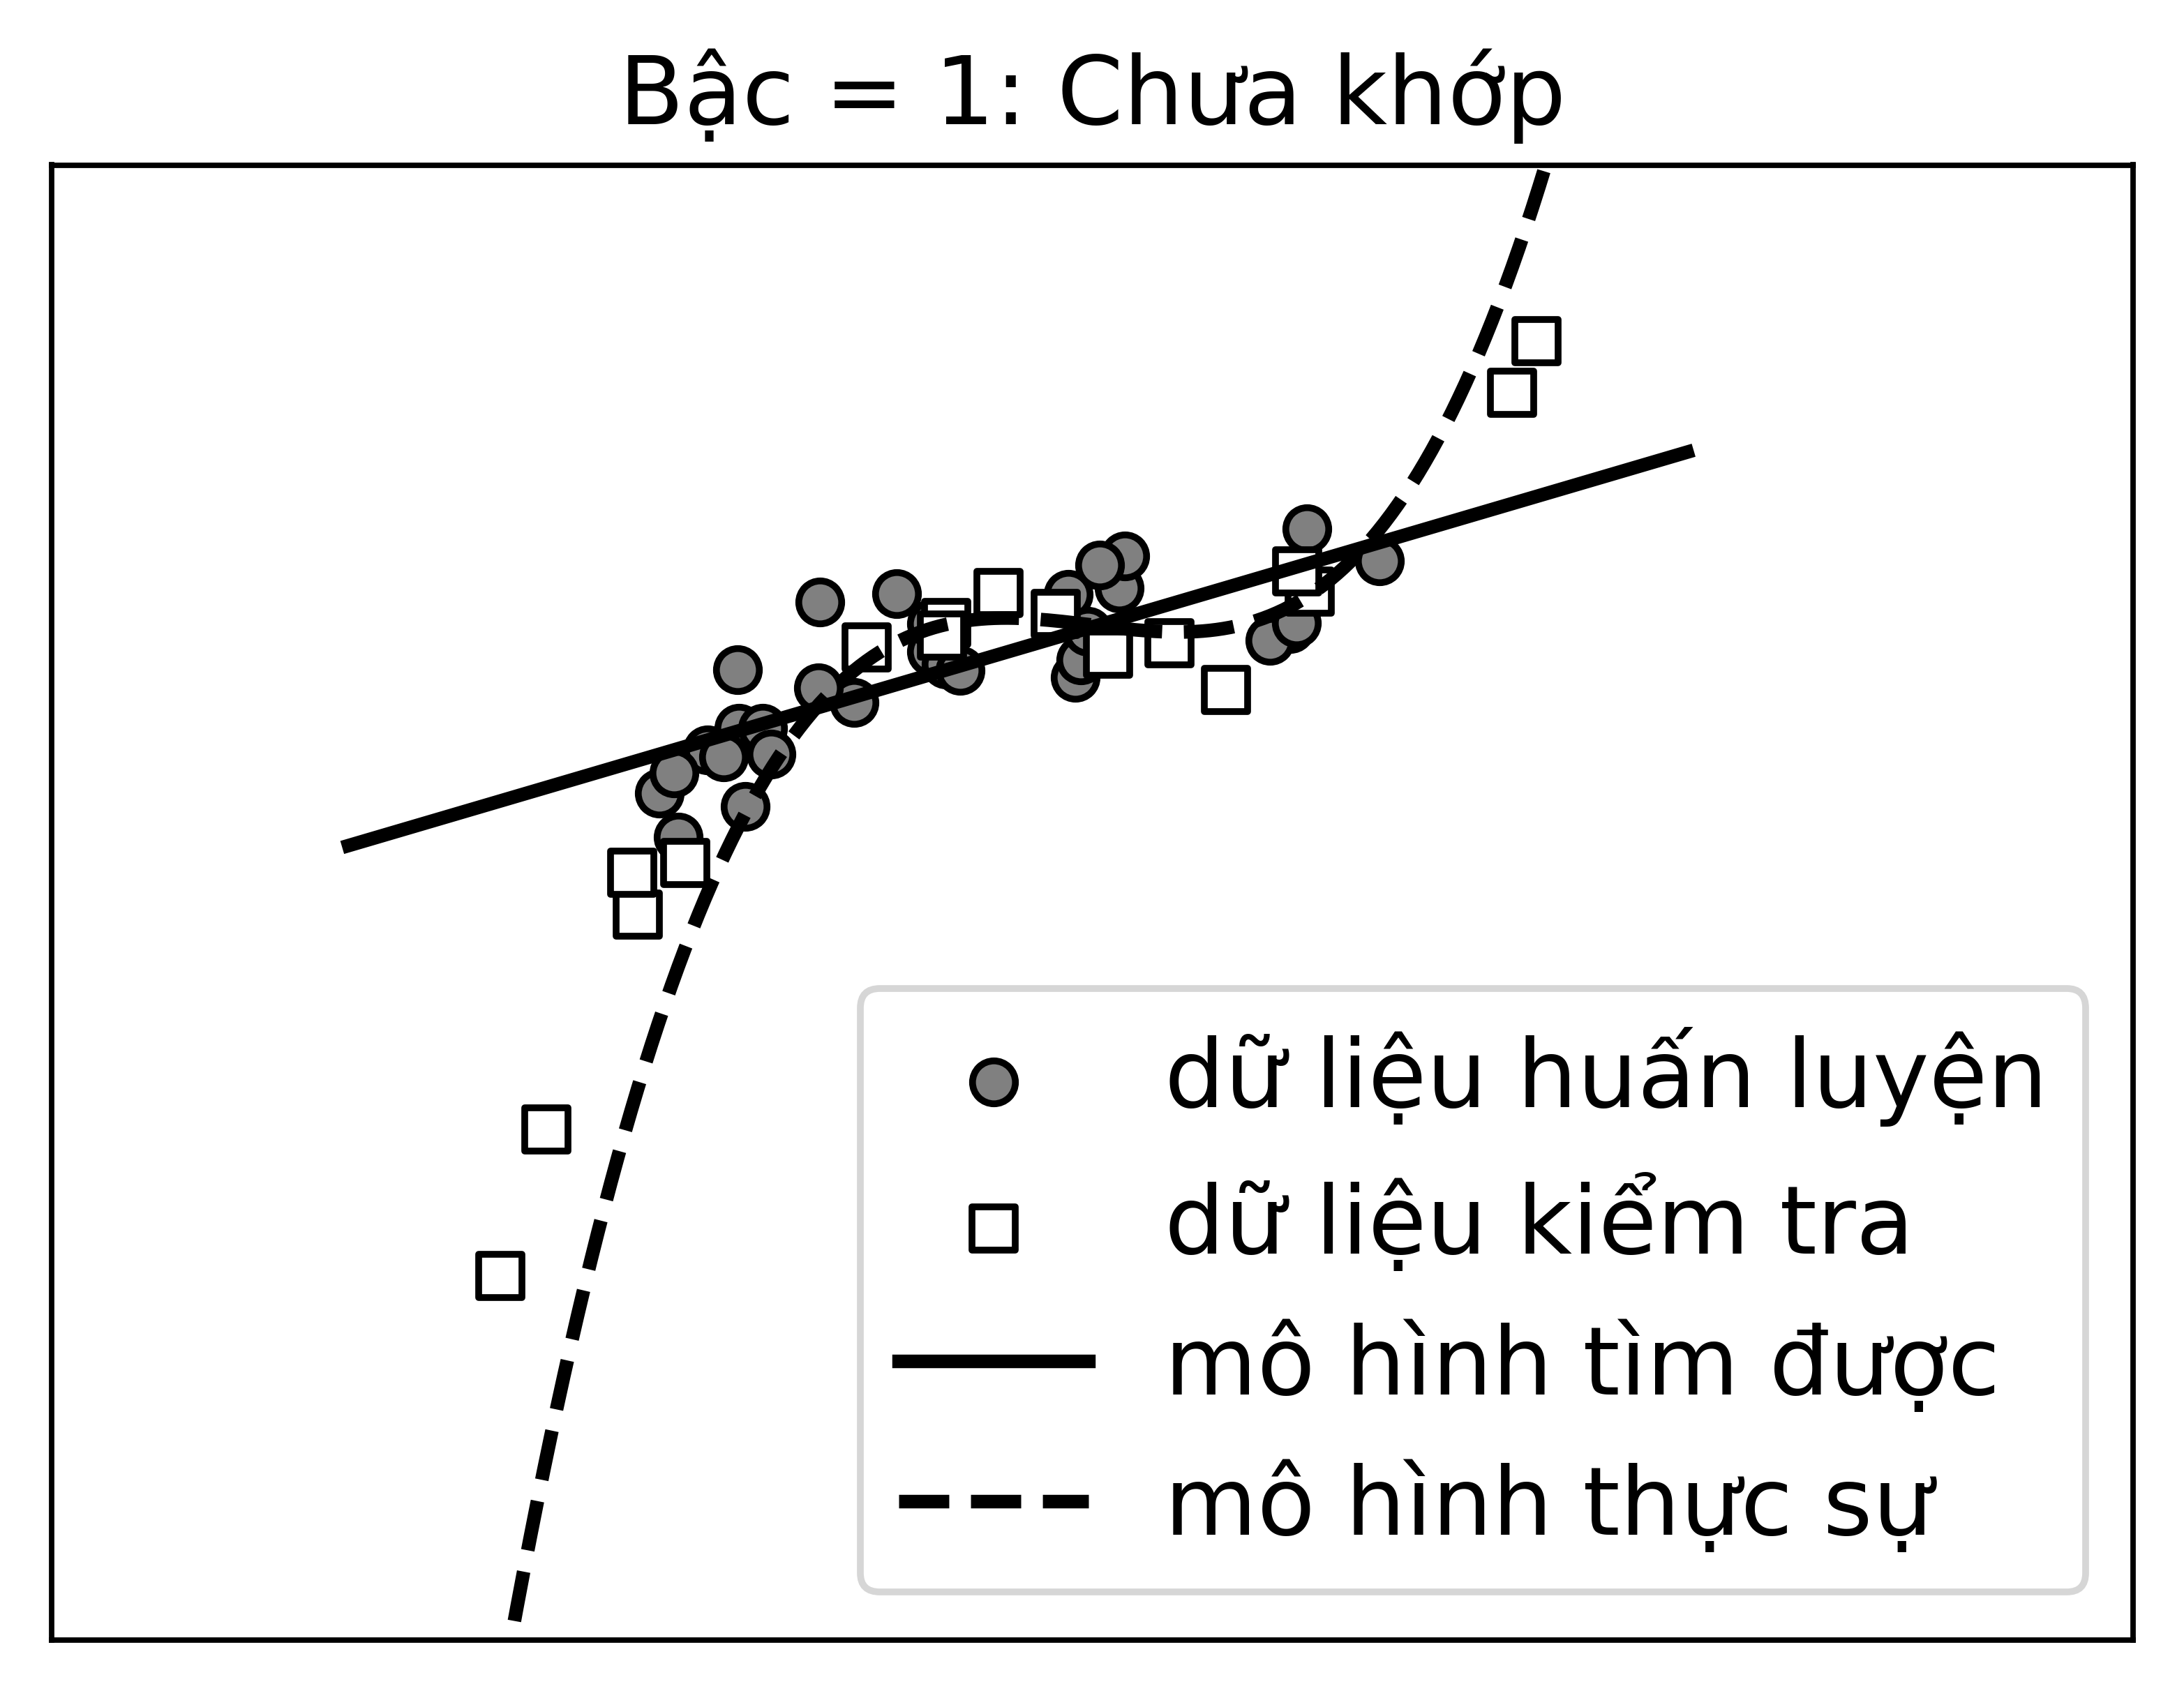 Bậc = 1: Chưa khớp
dữ liệu huấn luyện
dữ liệu kiểm tra
mô hình tìm được
mô hình thực sự